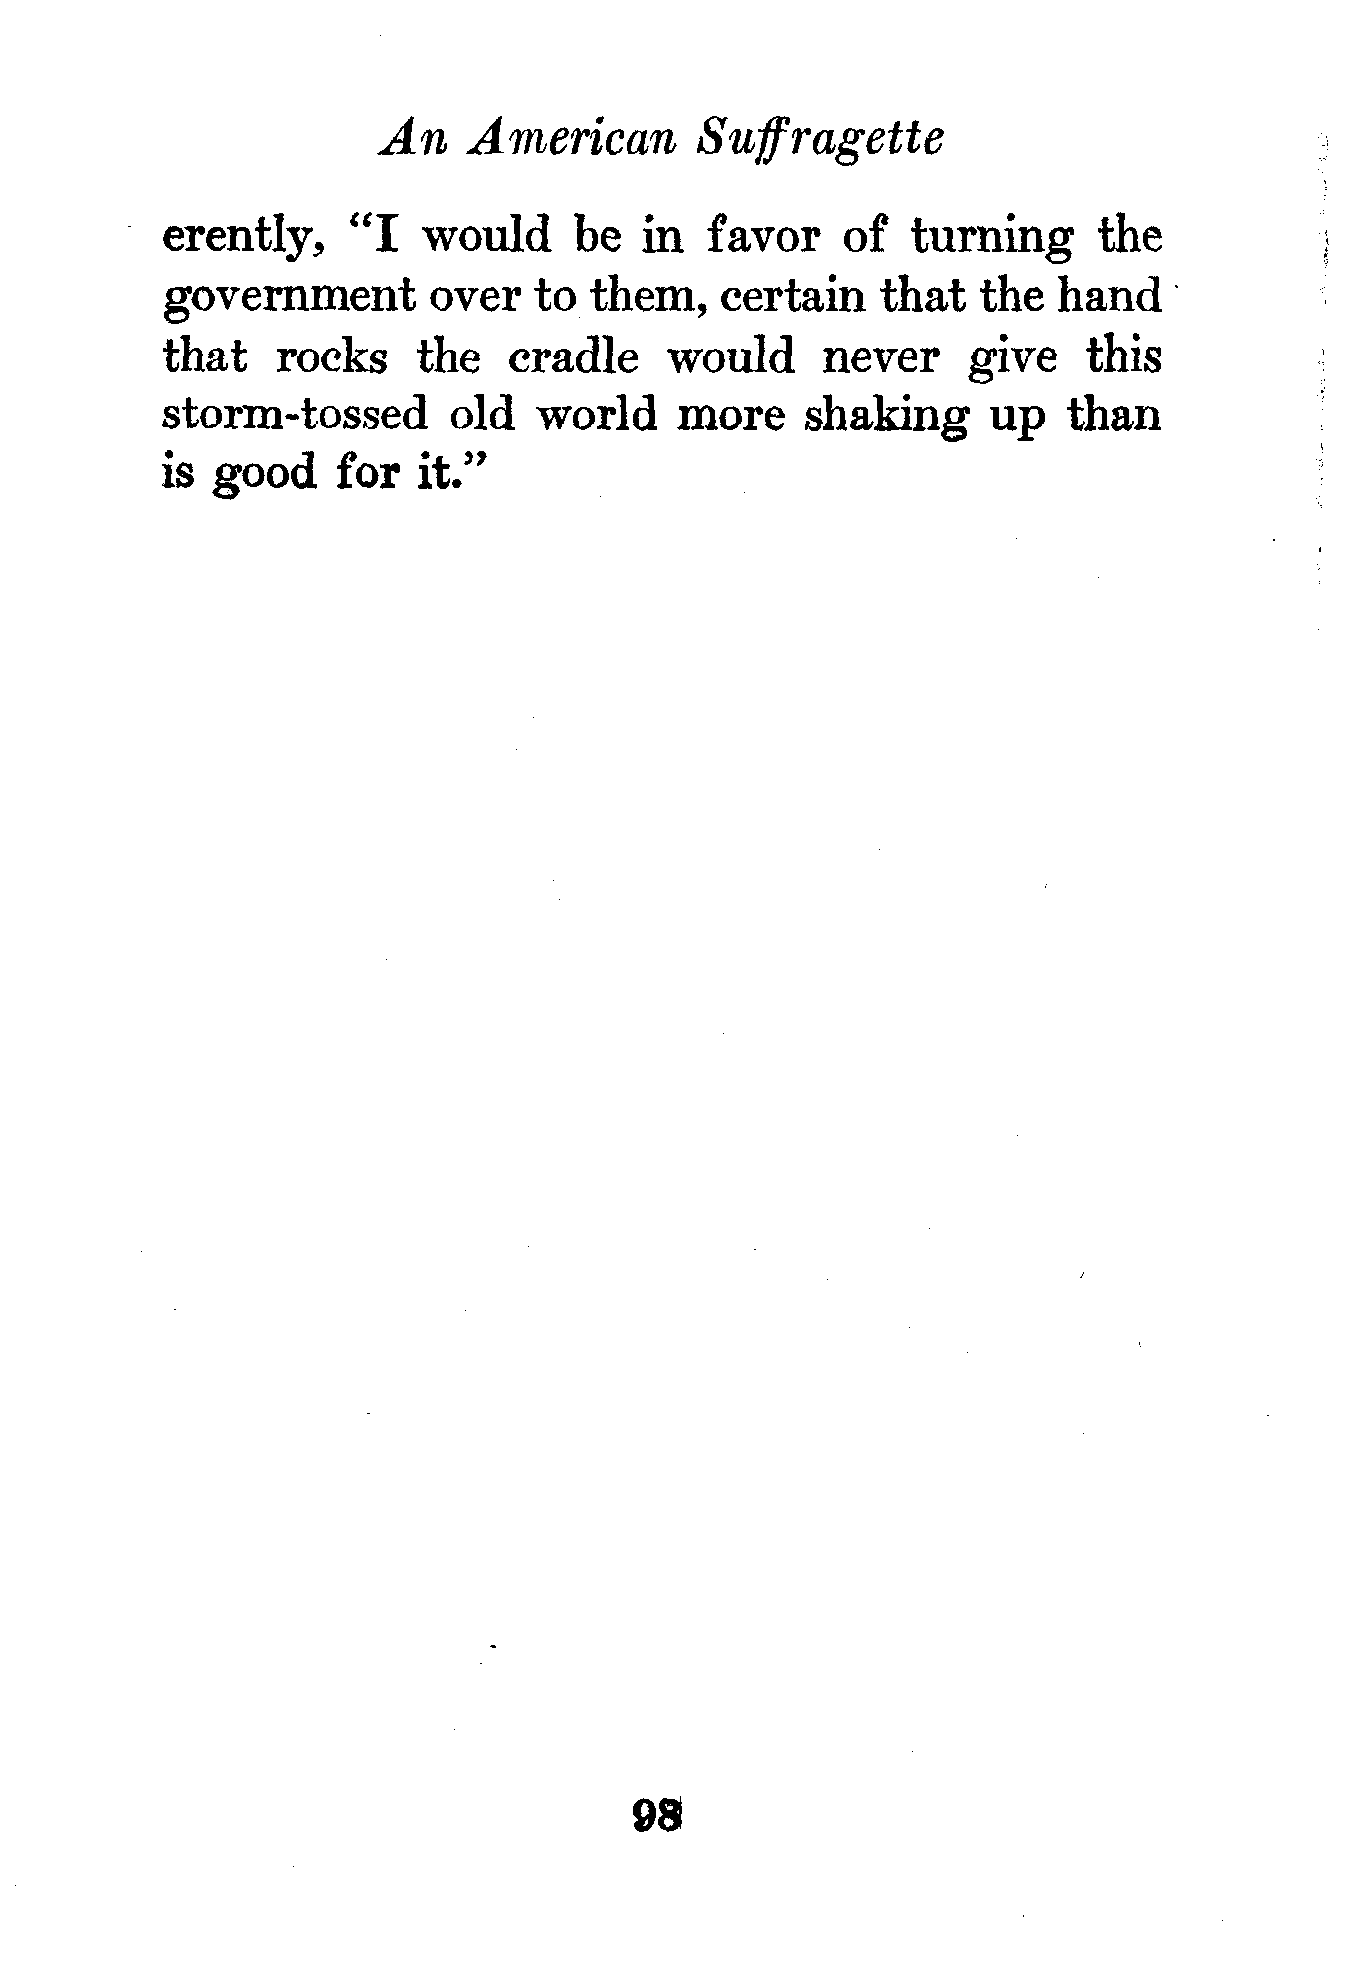 An American Suffragette
erently, “I would be in favor of turning the
government over to them, certain that the hand
that rocks the cradle would never give this
storm-tossed old world more shaking up than
is good for it.”
98